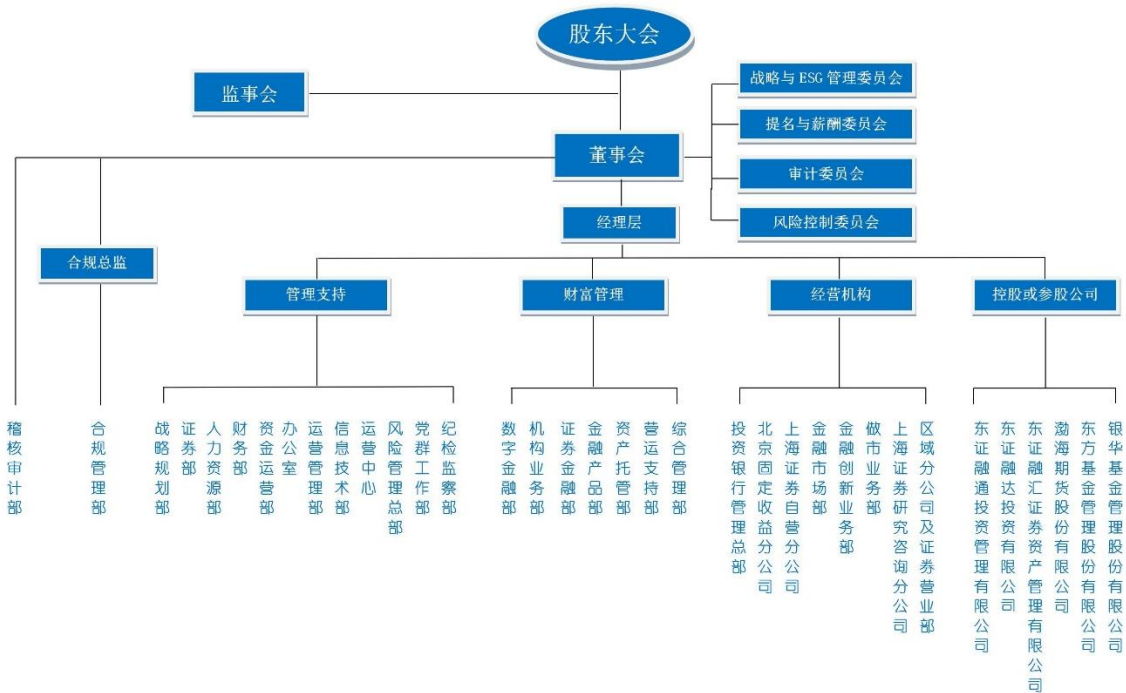 股东大会
监事会
战略与 ESG 管理委员会
提名与薪酬委员会
董事会
审计委员会
经理层
风险控制委员会
合规总监
管理支持
财富管理
经营机构
控股或参股公司
稽核审计部
合规管理部
战略规划部
证券部
人力资源部
财务部
资金运营部
办公室
运营管理部
信息技术部
运营中心
风险管理总部
党群工作部
纪检监察部
数字金融部
机构业务部
证券金融部
金融产品部
资产托管部
营运支持部
综合管理部
投资银行管理总部
北京固定收益分公司
上海证券自营分公司
金融市场部
金融创新业务部
做市业务部
上海证券研究咨询分公司
区域分公司及证券营业部
东证融通投资管理有限公司
东证融达投资有限公司
东证融汇证券资产管理有限公司
渤海期货股份有限公司
东方基金管理股份有限公司
银华基金管理股份有限公司